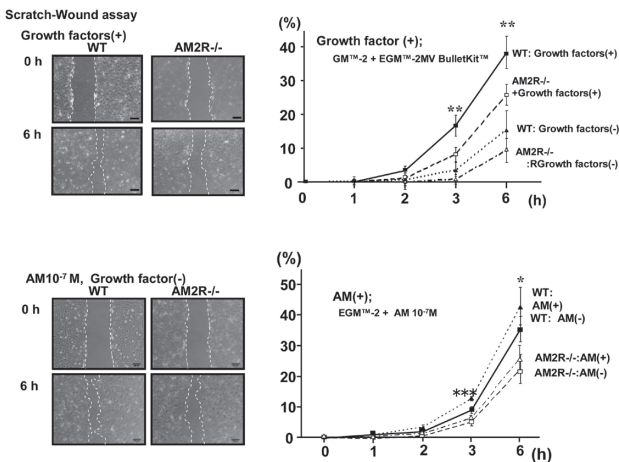 Scratch-Wound assay
Growth factors(+)
WT AM2R-/-
0 h
6 h
(%)
40
30
20
10
0
Growth factor (+);
GM™-2 + EGM™-2MV BulletKit™
**
**
WT: Growth factors(+)
AM2R-/-
+Growth factors(+)
WT: Growth factors(-)
AM2R-/-
:RGrowth factors(-)
0 1 2 3 6
(h)
AM10-7 M, Growth factor(-)
WT AM2R-/-
0 h
6 h
(%)
50
40
30
20
10
0
AM(+);
EGM™-2 + AM 10-7M
***
*
WT:
AM(+)
WT: AM(-)
AM2R-/-:AM(+)
AM2R-/-:AM(-)
0 1 2 3 6
(h)